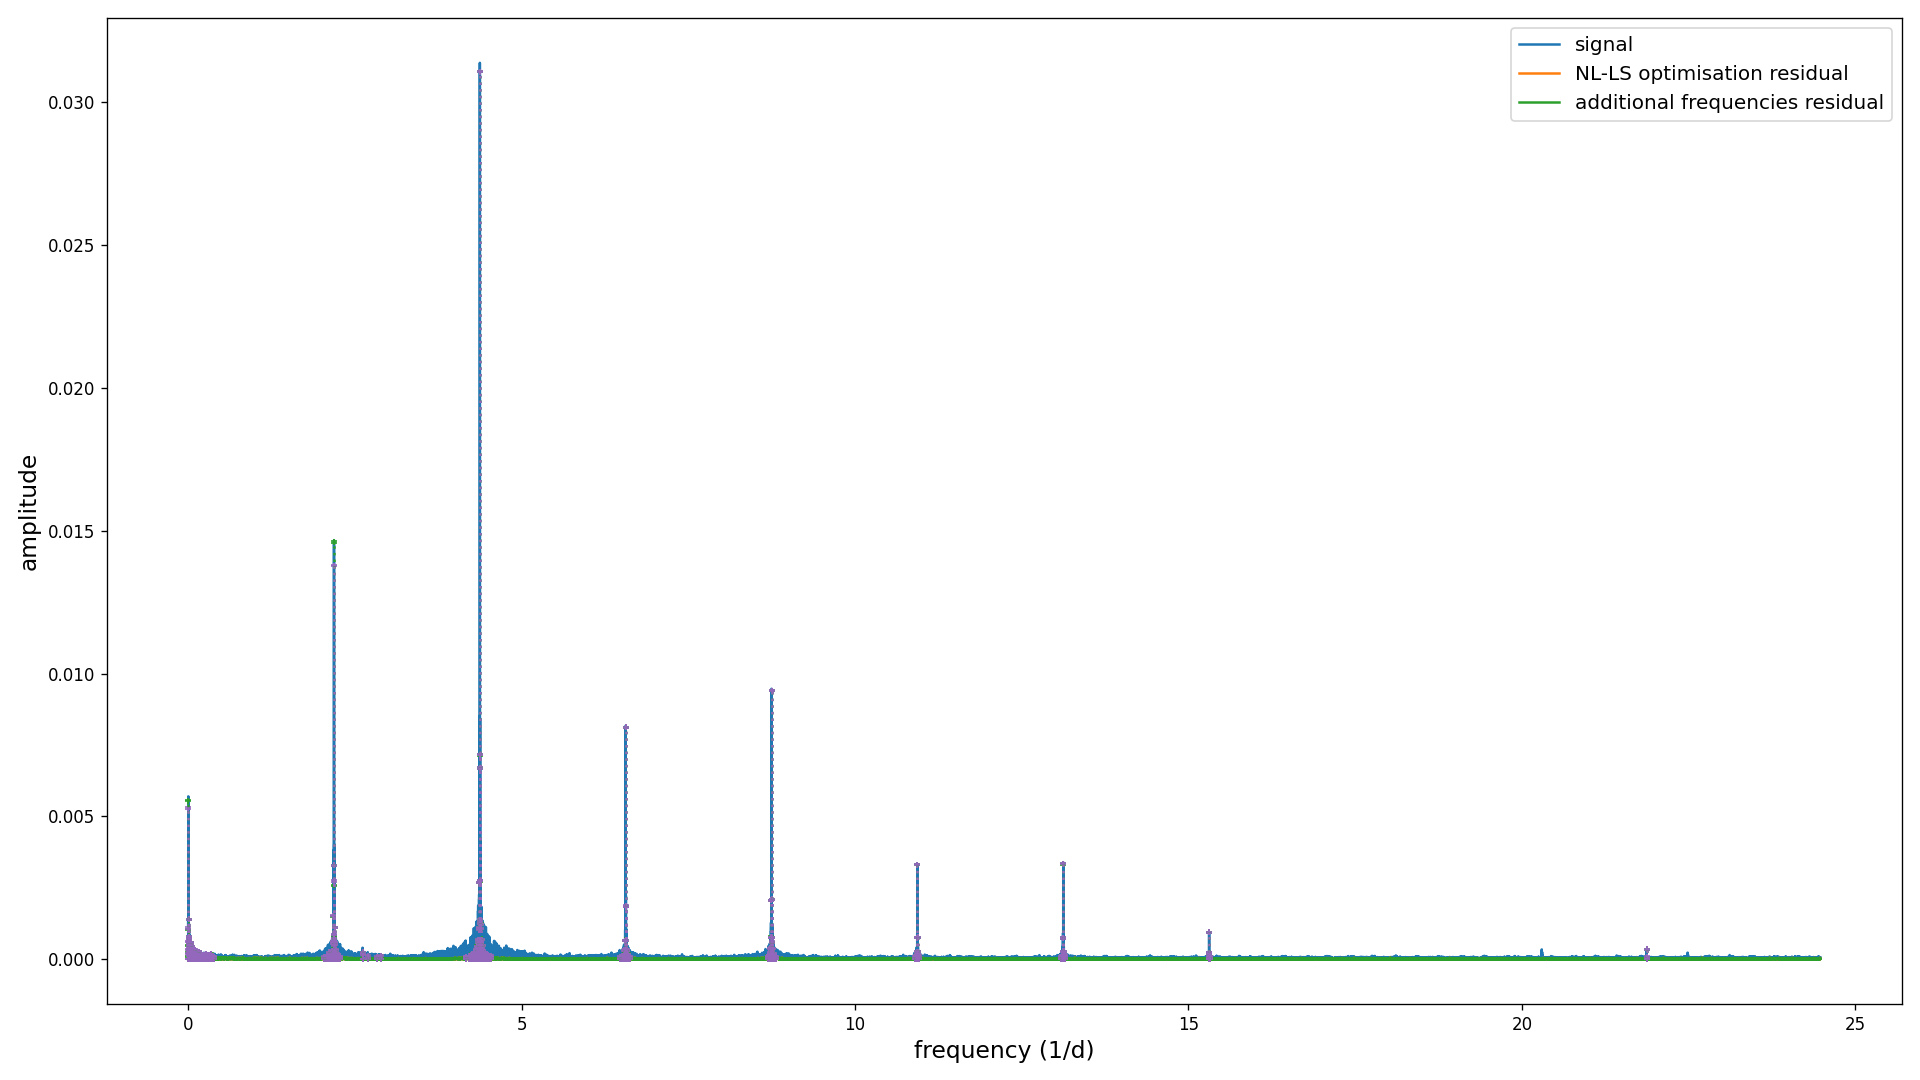 signal
NL-LS optimisation residual
additional frequencies residual
0.030
0.025
0.020
0.015
0.010
0.005
0.000
amplitude
0 5 10 15 20 25
frequency (1/d)